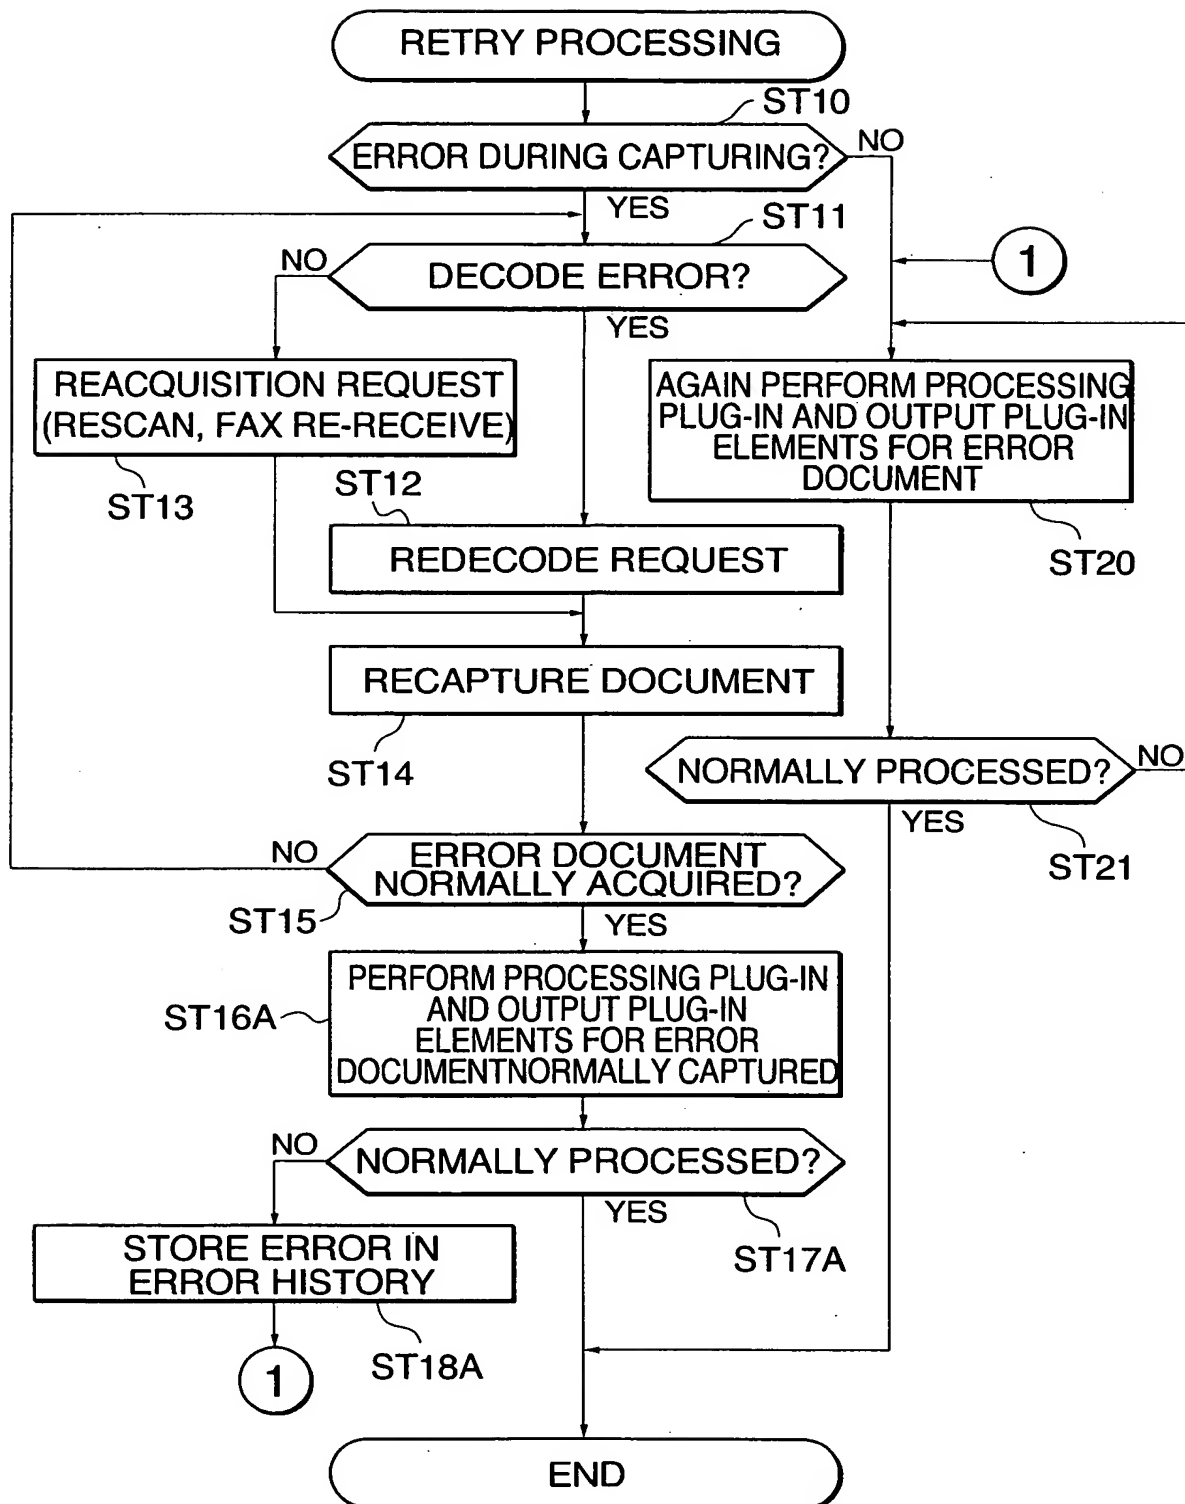 RETRY PROCESSING
ST10
ERROR DURING CAPTURING?
NO
YES
ST11
NO
DECODE ERROR?
1
YES
REACQUISITION REQUEST
(RESCAN, FAX RE-RECEIVE)
AGAIN PERFORM PROCESSING
PLUG-IN AND OUTPUT PLUG-IN
ELEMENTS FOR ERROR
DOCUMENT
ST13
ST12
REDECODE REQUEST
ST20
RECAPTURE DOCUMENT
ST14
NORMALLY PROCESSED?
NO
YES
ST21
NO
ERROR DOCUMENT
NORMALLY ACQUIRED?
ST15
YES
PERFORM PROCESSING PLUG-IN
AND OUTPUT PLUG-IN
ELEMENTS FOR ERROR
DOCUMENTNORMALLY CAPTURED
ST16A
NO
NORMALLY PROCESSED?
YES
ST17A
STORE ERROR IN
ERROR HISTORY
ST18A
1
END